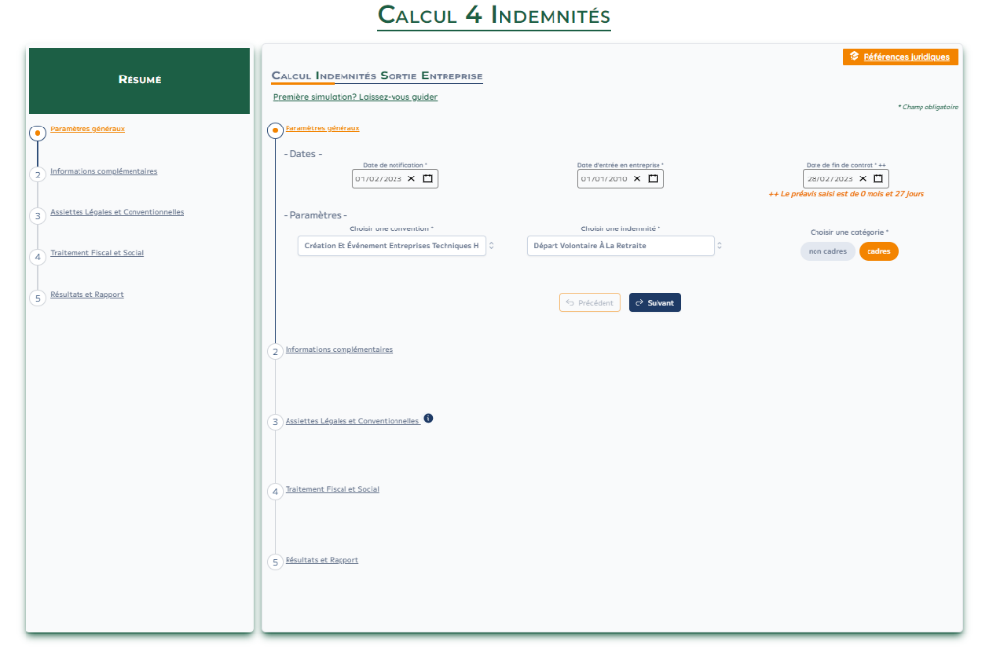 Calcul 4 Indemnités
Résumé
Paramètres généraux
2 Informations complémentaires
3 Assiettes Légales et Conventionnelles
4 Traitement Fiscal et Social
5 Résultats et Rapport
Références juridiques
Calcul Indemnités Sortie Entreprise
Première simulation? Laissez-vous guider
* Champ obligatoire
Paramètres généraux
- Dates -
Date de notification *
01/02/2023
Date d'entrée en entreprise *
01/01/2010
Date de fin de contrat * ++
28/02/2023
++ Le préavis saisi est de 0 mois et 27 jours
- Paramètres -
Choisir une convention *
Création Et Événement Entreprises Techniques H
Choisir une indemnité *
Départ Volontaire À La Retraite
Choisir une catégorie *
non cadres
cadres
Précédent
Suivant
2 Informations complémentaires
3 Assiettes Légales et Conventionnelles
4 Traitement Fiscal et Social
5 Résultats et Rapport